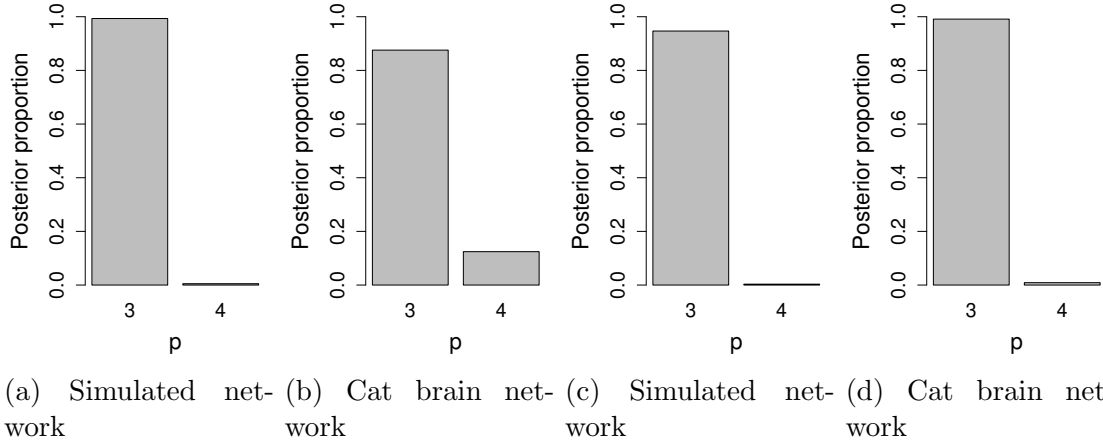 Posterior proportion
0.0 0.2 0.4 0.6 0.8 1.0
3 4
p
(a) Simulated net-
work
Posterior proportion
0.0 0.2 0.4 0.6 0.8 1.0
3 4
p
(b) Cat brain net-
work
Posterior proportion
0.0 0.2 0.4 0.6 0.8 1.0
3 4
p
(c) Simulated net-
work
Posterior proportion
0.0 0.2 0.4 0.6 0.8 1.0
3 4
p
(d) Cat brain net
work